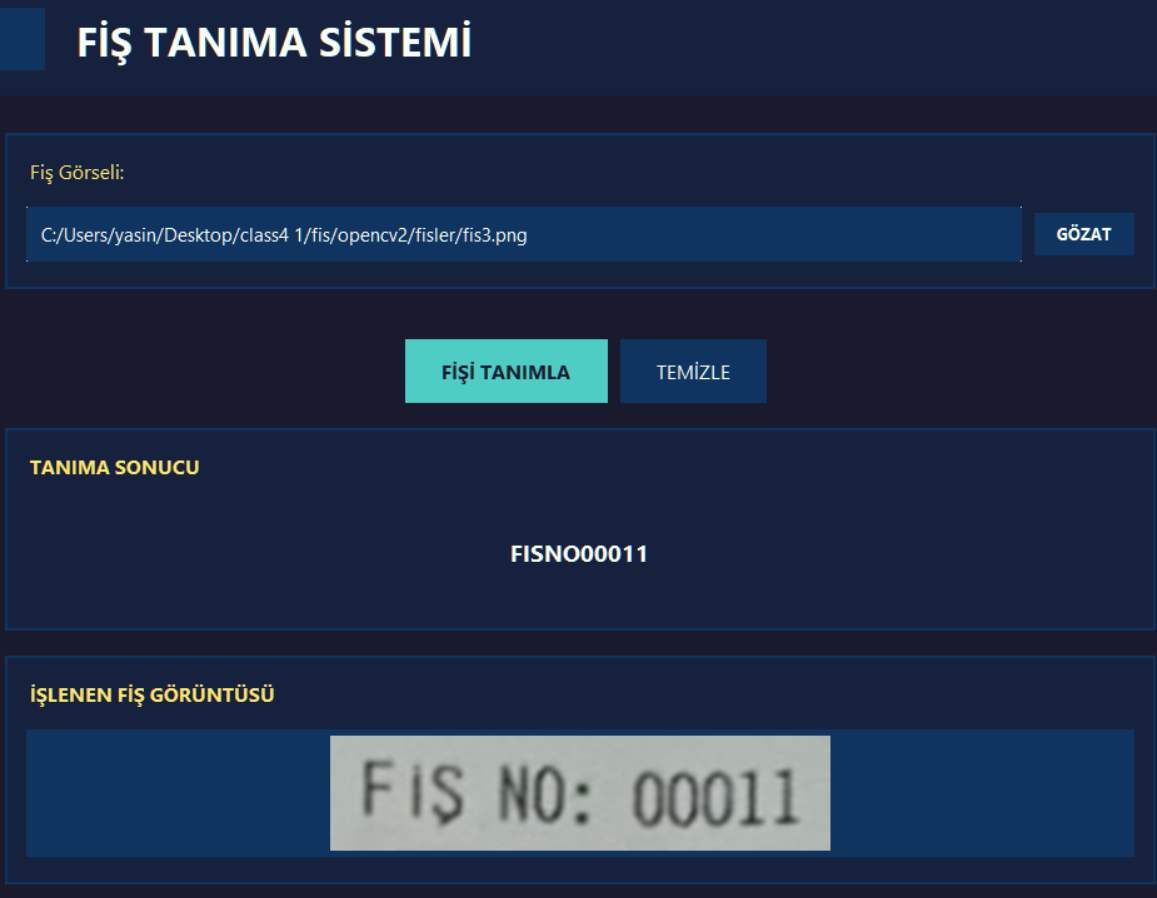 FİŞ TANIMA SİSTEMİ
Fiş Görseli:
C:/Users/yasin/Desktop/class4 1/fis/opencv2/fisler/fis3.png
GÖZAT
FİŞİ TANIMLA
TEMİZLE
TANIMA SONUCU
FISNO00011
İŞLENEN FİŞ GÖRÜNTÜSÜ
FİŞ NO: 00011